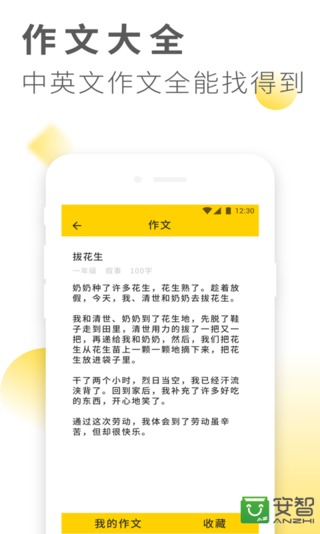 作文大全
中英文作文全能找得到
12:30
作文
拔花生
一年级 叙事 100字
奶奶种了许多花生，花生熟了。趁着放
假，今天，我、清世和奶奶去拔花生。
我和清世、奶奶到了花生地，先脱了鞋
子走到田里，清世用力的拔了一把又一
把，再递给我和奶奶，然后，我们把花
生从花生苗上一颗一颗地摘下来，把花
生放进袋子里。
干了两个小时，烈日当空，我已经汗流
浃背了。回到家后，我补充了许多好吃
的东西，开心地笑了。
通过这次劳动，我体会到了劳动虽辛
苦，但却很快乐。
我的作文 收藏
安智
AZ ANZHI